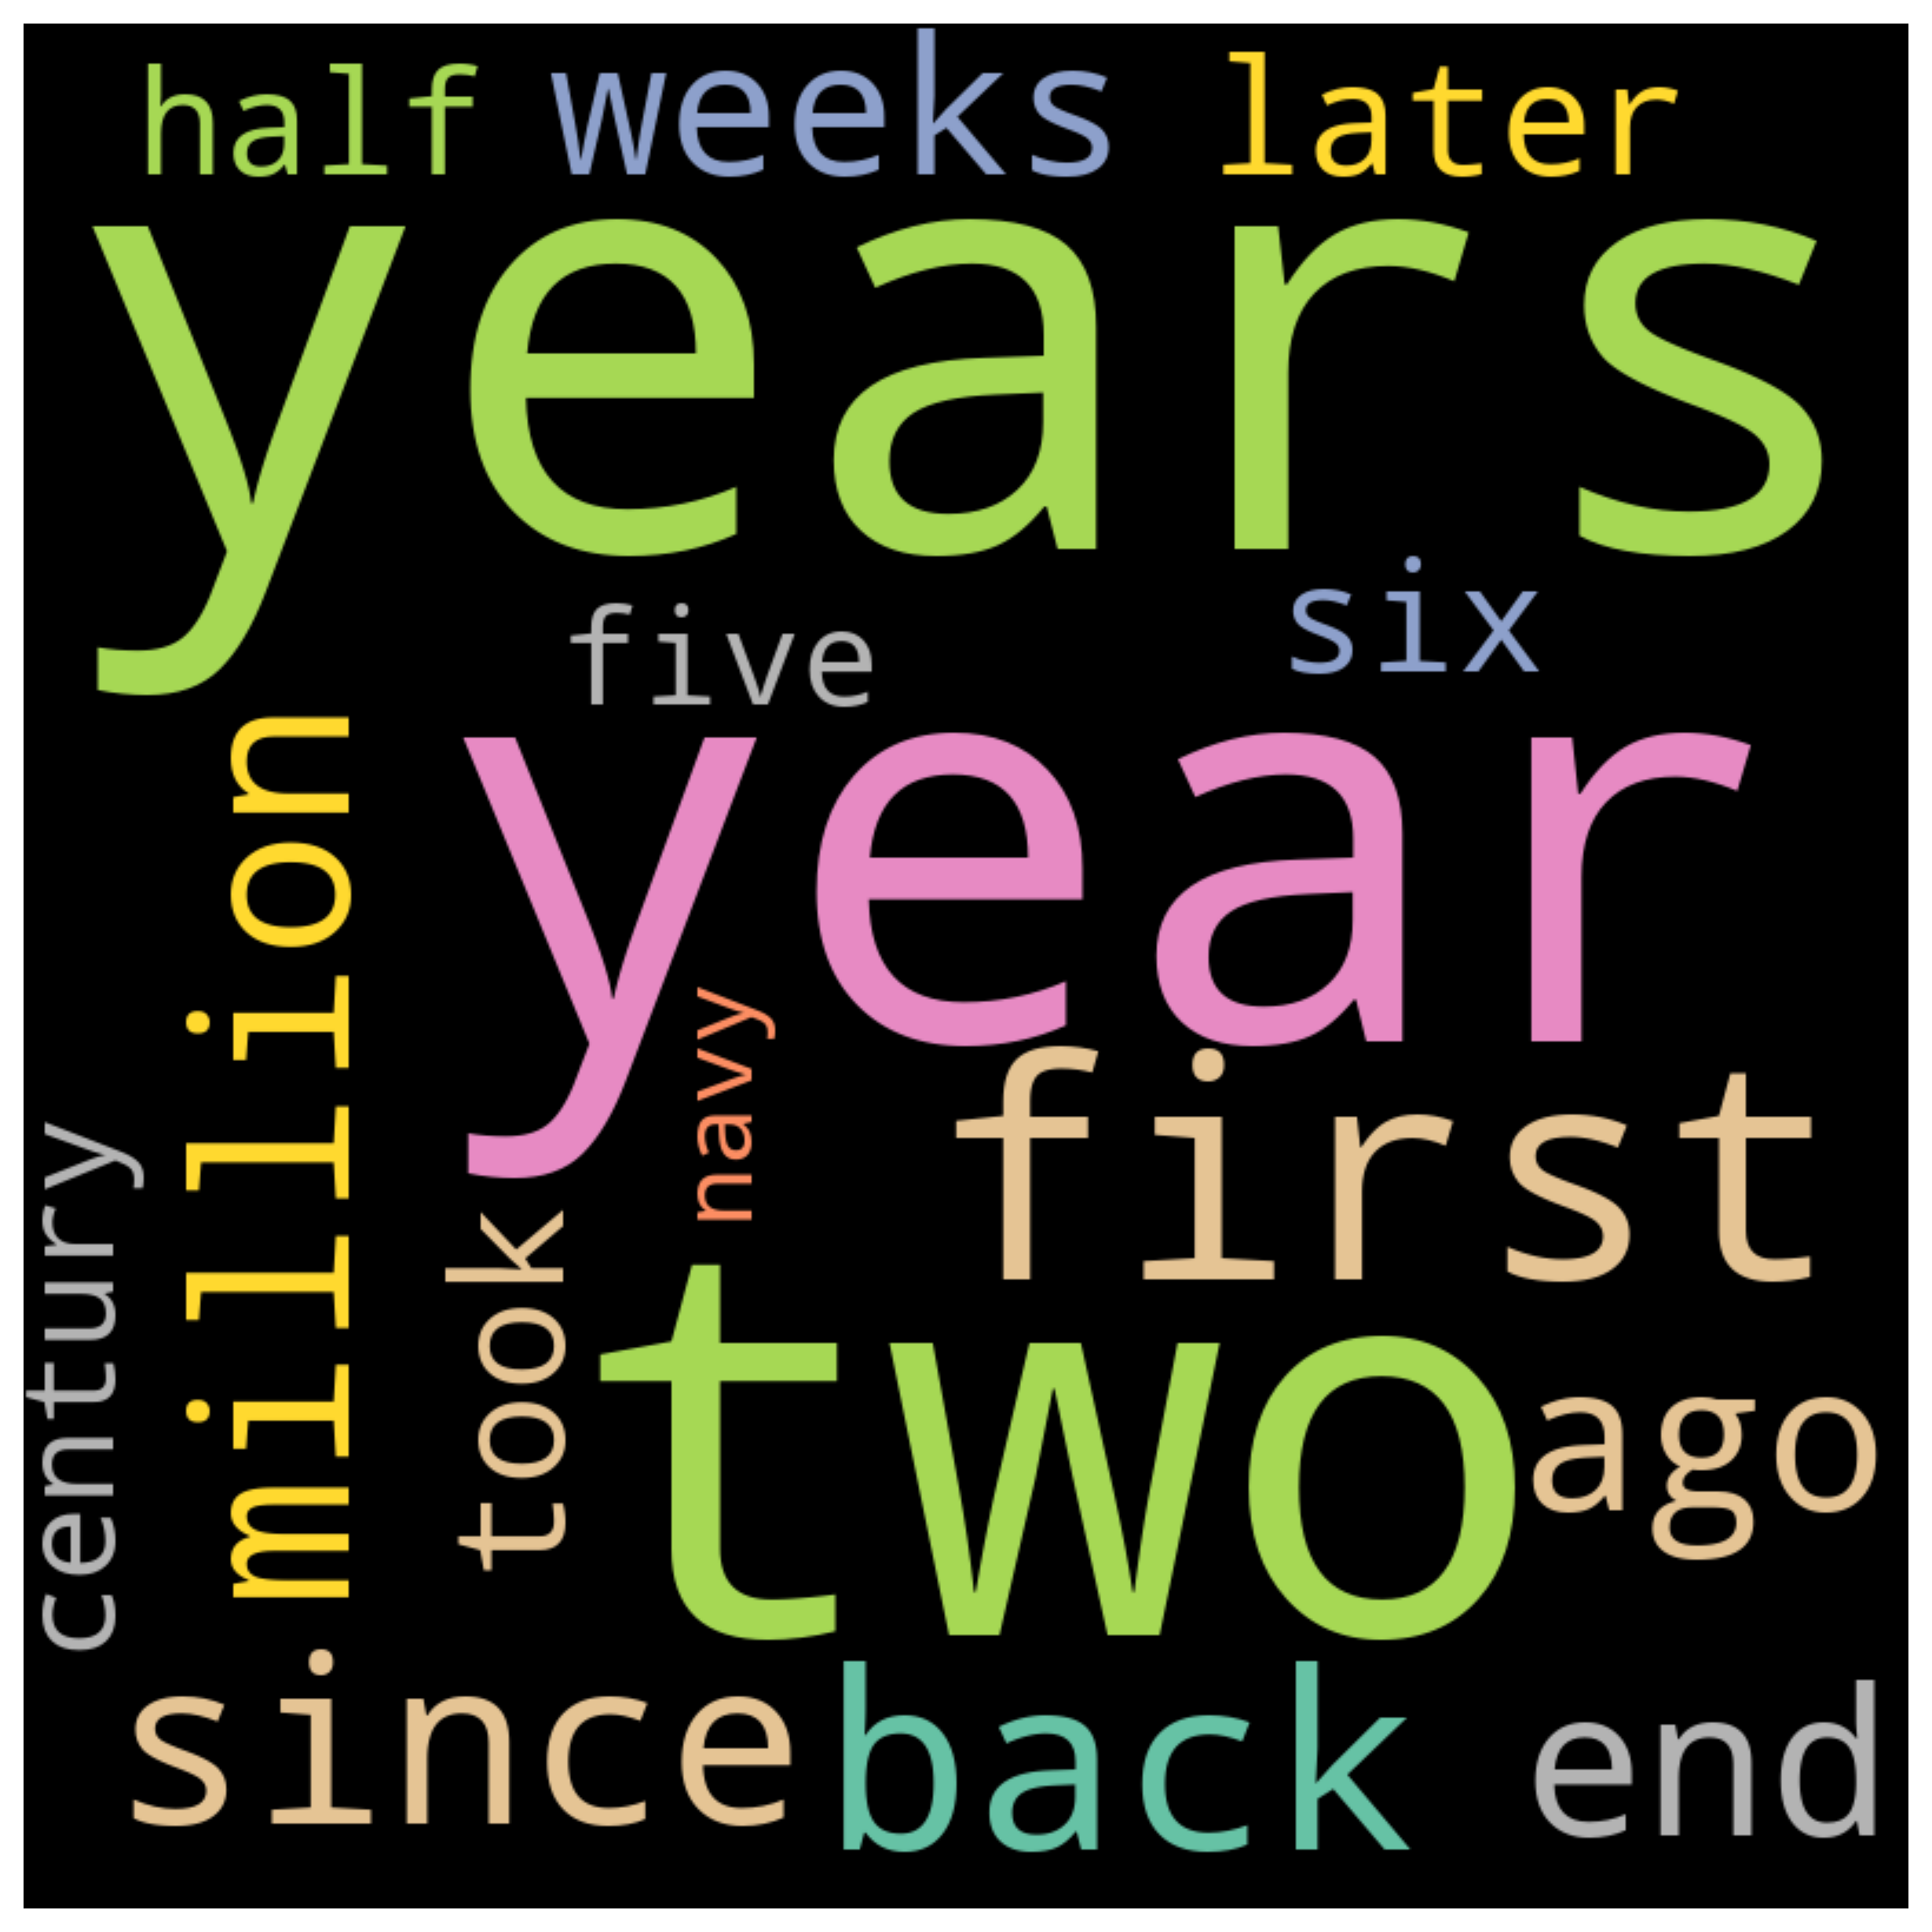 half weeks later
years
five six
year
million
navy
first
century
took
two
ago
since back end